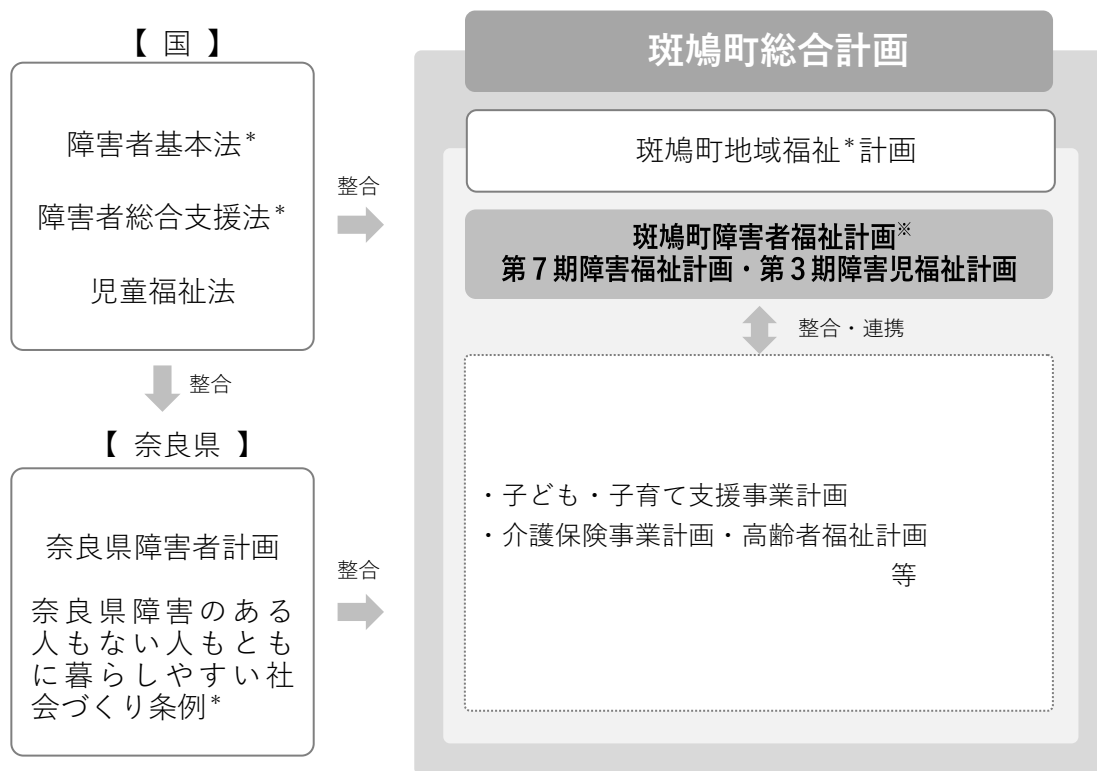 【 国 】
障害者基本法*
障害者総合支援法*
児童福祉法
整合
【 奈良県 】
奈良県障害者計画
奈良県障害のある
人もない人もとも
に暮らしやすい社
会づくり条例*
整合
整合
斑鳩町総合計画
斑鳩町地域福祉*計画
斑鳩町障害者福祉計画※
第7期障害福祉計画・第3期障害児福祉計画
整合・連携
・子ども・子育て支援事業計画
・介護保険事業計画・高齢者福祉計画
等